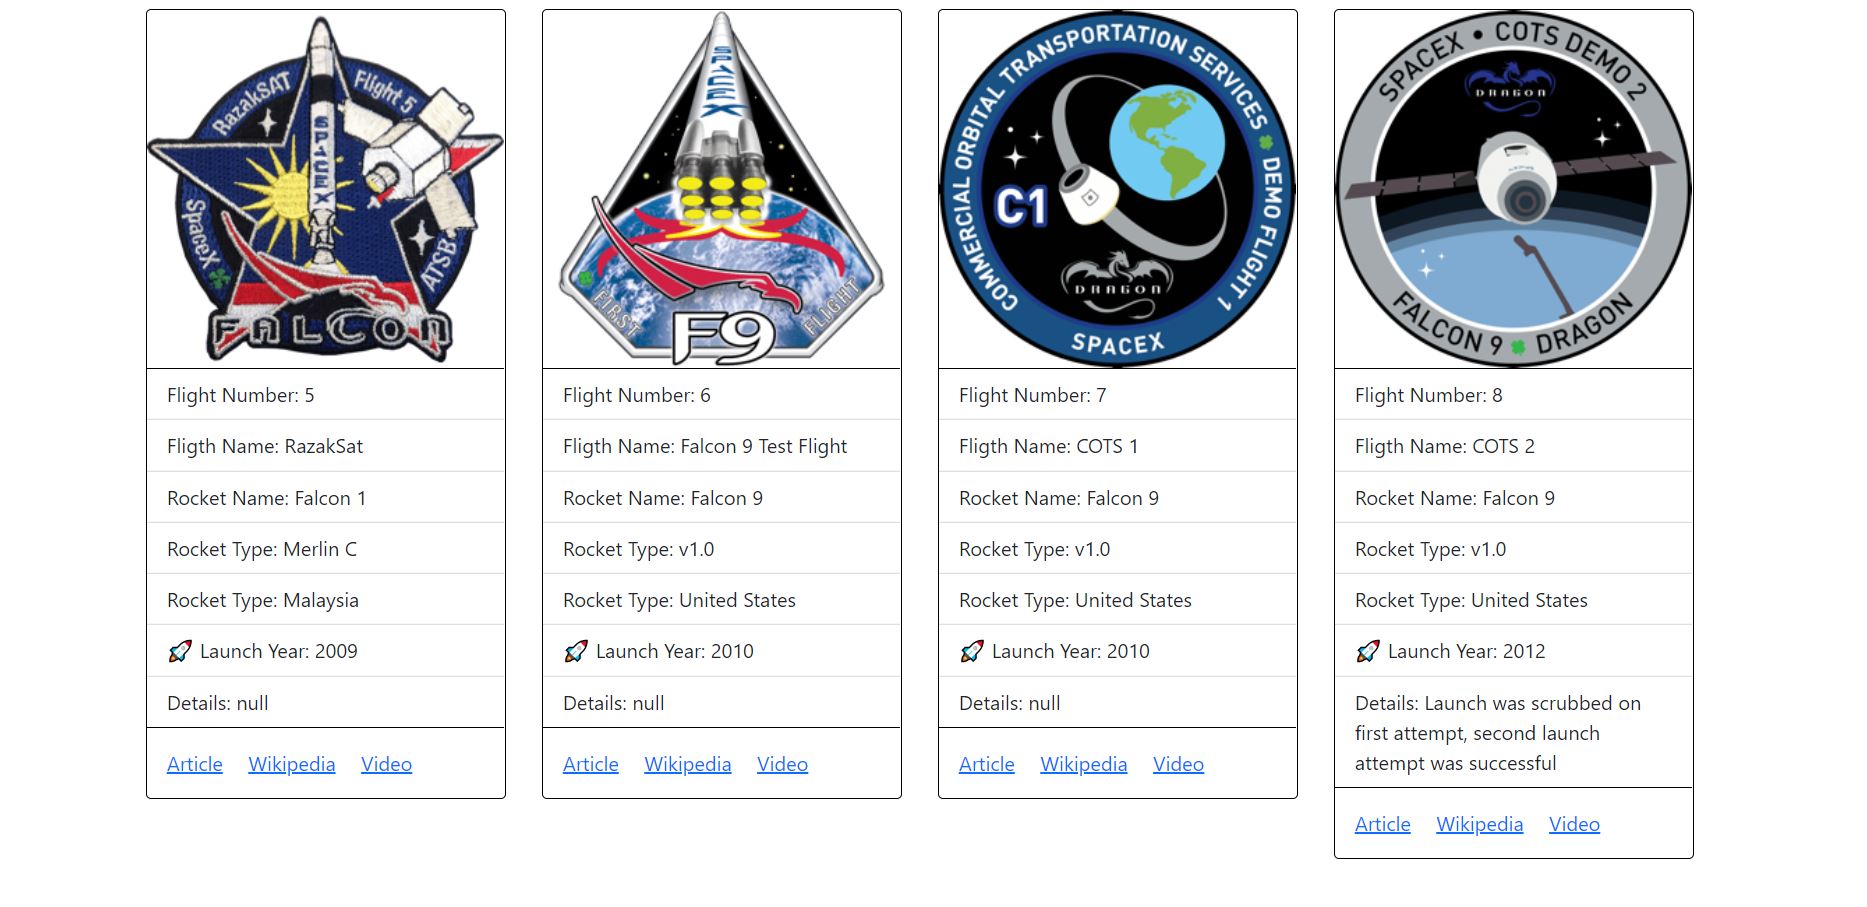 RazakSAT
Flight 5
SPACEX
SpaceX
ATSB
FALCON
Flight Number: 5
Fligth Name: RazakSat
Rocket Name: Falcon 1
Rocket Type: Merlin C
Rocket Type: Malaysia
🚀 Launch Year: 2009
Details: null
Article Wikipedia Video
SPACEX
FIRST
FLIGHT
F9
Flight Number: 6
Fligth Name: Falcon 9 Test Flight
Rocket Name: Falcon 9
Rocket Type: v1.0
Rocket Type: United States
🚀 Launch Year: 2010
Details: null
Article Wikipedia Video
COMMERCIAL ORBITAL TRANSPORTATION SERVICES DEMO FLIGHT 1
C1
DRAGON
SPACEX
Flight Number: 7
Fligth Name: COTS 1
Rocket Name: Falcon 9
Rocket Type: v1.0
Rocket Type: United States
🚀 Launch Year: 2010
Details: null
Article Wikipedia Video
SPACEX • COTS DEMO 2
DRAGON
FALCON 9 DRAGON
Flight Number: 8
Fligth Name: COTS 2
Rocket Name: Falcon 9
Rocket Type: v1.0
Rocket Type: United States
🚀 Launch Year: 2012
Details: Launch was scrubbed on
first attempt, second launch
attempt was successful
Article Wikipedia Video